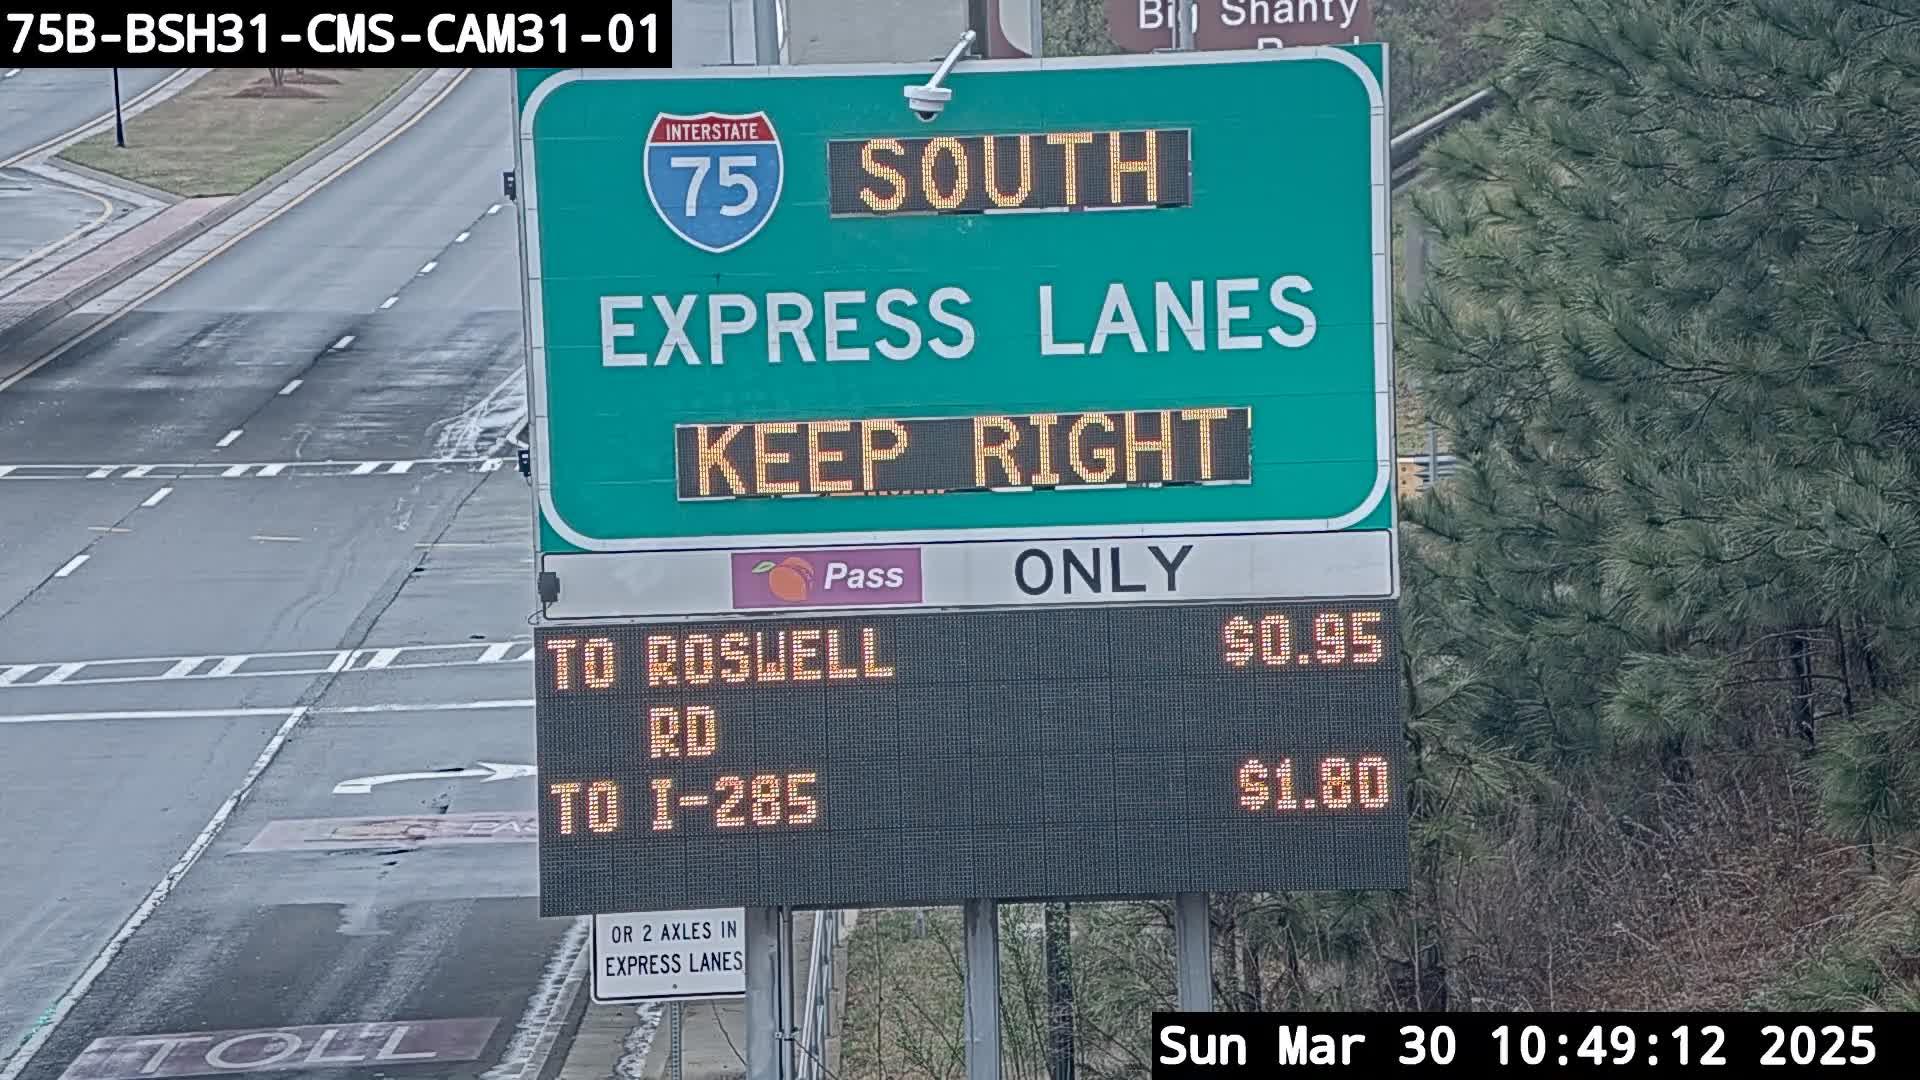 75B-BSH31-CMS-CAM31-01
Big Shanty
INTERSTATE
75
SOUTH
EXPRESS LANES
KEEP RIGHT
Pass
ONLY
TO ROSWELL $0.95
RD
TO I-285 $1.80
OR 2 AXLES IN
EXPRESS LANES
TOLL
Sun Mar 30 10:49:12 2025